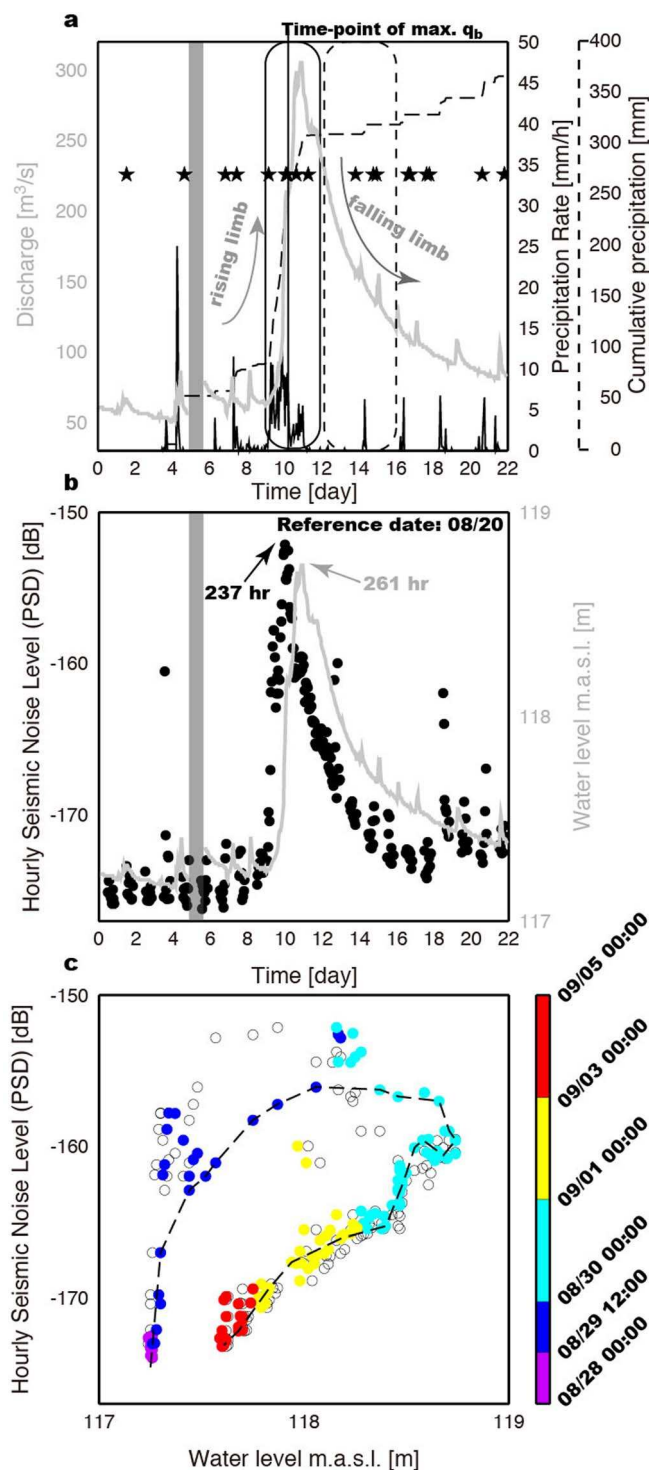 a
Time-point of max. qb
300
250
200
150
100
50
Discharge [m³/s]
rising limb
falling limb
50
45
40
35
30
25
20
15
10
5
0
Precipitation Rate [mm/h]
400
350
300
250
200
150
100
50
0
Cumulative precipitation [mm]
0 2 4 6 8 10 12 14 16 18 20 22
Time [day]
b
-150
-160
-170
Hourly Seismic Noise Level (PSD) [dB]
Reference date: 08/20
237 hr
261 hr
119
118
117
Water level m.a.s.l. [m]
0 2 4 6 8 10 12 14 16 18 20 22
Time [day]
c
-150
-160
-170
Hourly Seismic Noise Level (PSD) [dB]
117 118 119
Water level m.a.s.l. [m]
09/05 00:00
09/03 00:00
09/01 00:00
08/30 00:00
08/29 12:00
08/28 00:00